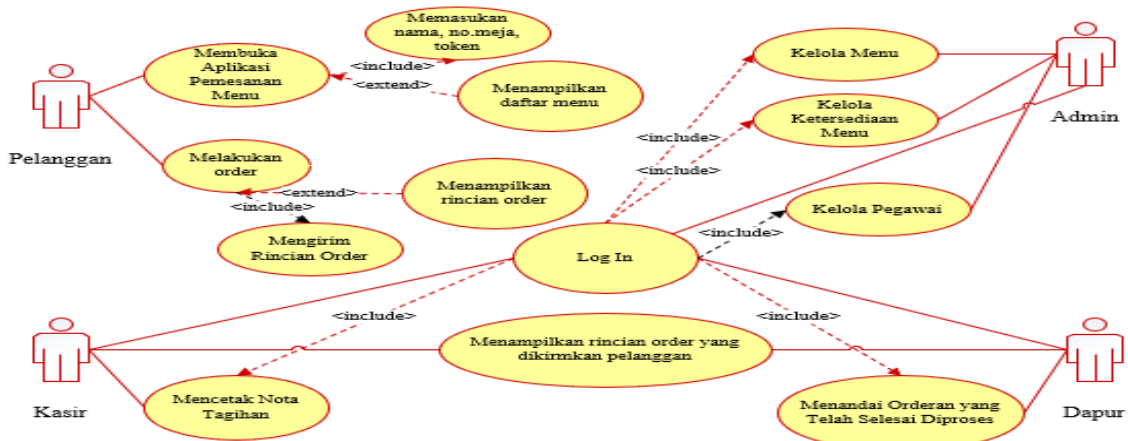 Memasukan
nama, no.meja,
token
Membuka
Aplikasi
Pemesanan
Menu
<include>
<extend>
Menampilkan
daftar menu
Pelanggan
Melakukan
order
<extend>
<include>
Menampilkan
rincian order
Mengirim
Rincian Order
Kelola Menu
Kelola
Ketersediaan
Menu
Admin
<include>
<include>
Kelola Pegawai
<include>
Log In
<include>
<include>
Menampilkan rincian order yang
dikirmkan pelanggan
Kasir
Mencetak Nota
Tagihan
Menandai Orderan yang
Telah Selesai Diproses
Dapur